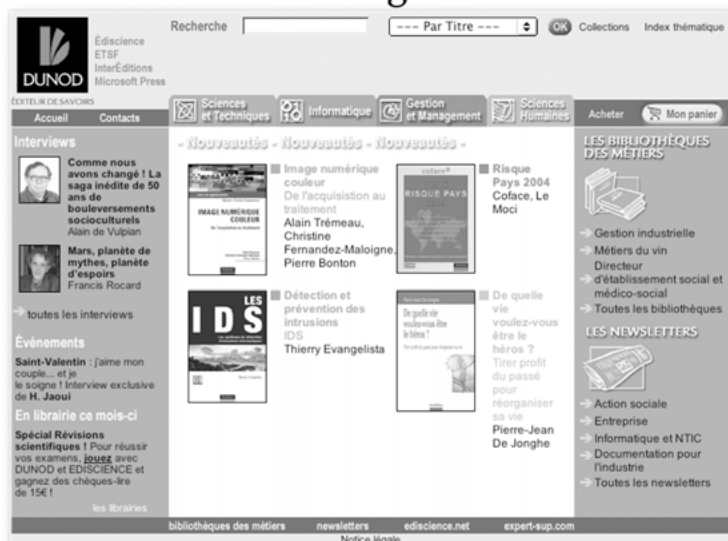 Recherche
--- Par Titre ---
OK
Collections
Index thématique
Édiscience
ETSF
InterÉditions
Microsoft Press
DUNOD
ÉDITEUR DE SAVOIRS
Accueil
Contacts
Sciences
et Techniques
Informatique
Gestion
et Management
Sciences
Humaines
Acheter
Mon panier
Interviews
Comme nous
avons changé ! La
saga inédite de 50
ans de
bouleversements
socioculturels
Alain de Vulpian
Mars, planète de
mythes, planète
d'espoirs
Francis Rocard
toutes les interviews
Événements
Saint-Valentin : j'aime mon
couple... et je
le soigne ! Interview exclusive
de H. Jaoui
En librairie ce mois-ci
Spécial Révisions
scientifiques ! Pour réussir
vos examens, jouez avec
DUNOD et EDISCIENCE et
gagnez des chèques-lire
de 15€ !
les librairies
- Nouveautés - Nouveautés - Nouveautés -
IMAGE NUMÉRIQUE
COULEUR
Image numérique
couleur
De l'acquisition au
traitement
Alain Trémeau,
Christine
Fernandez-Maloigne,
Pierre Bonton
coface
RISQUE PAYS
Risque
Pays 2004
Coface, Le
Moci
LES
IDS
Détection et
prévention des
intrusions
IDS
Thierry Evangelista
De quelle vie
voulez-vous être
le héros ?
De quelle
vie
voulez-vous
être le
héros ?
Tirer profit
du passé
pour
réorganiser
sa vie
Pierre-Jean
De Jonghe
LES BIBLIOTHÈQUES
DES MÉTIERS
Gestion industrielle
Métiers du vin
Directeur
d'établissement social et
médico-social
Toutes les bibliothèques
LES NEWSLETTERS
Action sociale
Entreprise
Informatique et NTIC
Documentation pour
l'industrie
Toutes les newsletters
bibliothèques des métiers
newsletters
ediscience.net
expert-sup.com
Notice légale